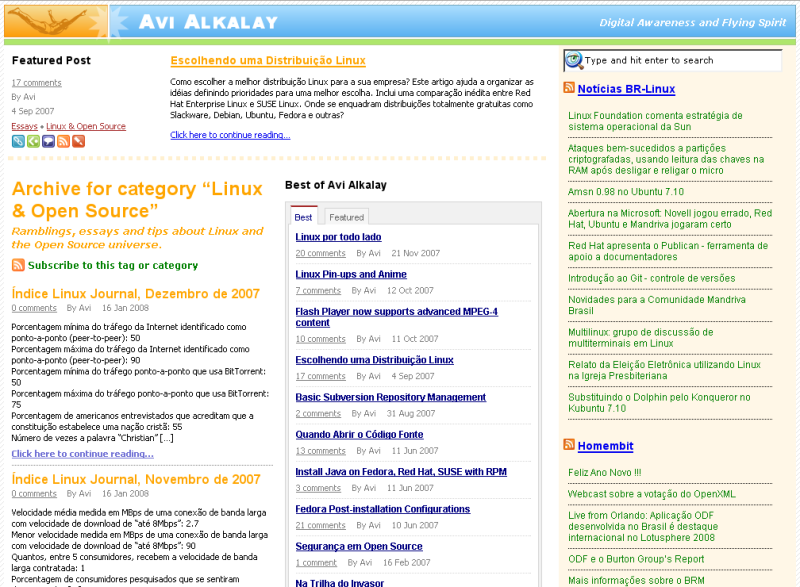 Avi Alkalay
Digital Awareness and Flying Spirit
Featured Post
17 comments
By Avi
4 Sep 2007
Essays • Linux & Open Source
Escolhendo uma Distribuição Linux
Como escolher a melhor distribuição Linux para a sua empresa? Este artigo ajuda a organizar as
idéias definindo prioridades para uma melhor escolha. Inclui uma comparação inédita entre Red
Hat Enterprise Linux e SUSE Linux. Onde se enquadram distribuições totalmente gratuitas como
Slackware, Debian, Ubuntu, Fedora e outras?
Click here to continue reading...
Archive for category “Linux
& Open Source”
Ramblings, essays and tips about Linux and
the Open Source universe.
Subscribe to this tag or category
Índice Linux Journal, Dezembro de 2007
0 comments By Avi 16 Jan 2008
Porcentagem mínima do tráfego da Internet identificado como
ponto-a-ponto (peer-to-peer): 50
Porcentagem máxima do tráfego da Internet identificado como
ponto-a-ponto (peer-to-peer): 90
Porcentagem mínima do tráfego ponto-a-ponto que usa BitTorrent:
50
Porcentagem máxima do tráfego ponto-a-ponto que usa BitTorrent:
75
Porcentagem de americanos entrevistados que acreditam que a
constituição estabelece uma nação cristã: 55
Número de vezes a palavra “Christian” [...]
Click here to continue reading...
Índice Linux Journal, Novembro de 2007
0 comments By Avi 16 Jan 2008
Velocidade média medida em MBps de uma conexão de banda larga
com velocidade de download de “até 8Mbps”: 2.7
Menor velocidade medida em MBps de uma conexão de banda larga
com velocidade de download de “até 8Mbps”: 90
Quantos, entre 5 consumidores, recebem a velocidade de banda
larga contratada: 1
Porcentagem de consumidores pesquisados que se sentiram
Best of Avi Alkalay
Best Featured
Linux por todo lado
20 comments By Avi 21 Nov 2007
Linux Pin-ups and Anime
7 comments By Avi 12 Oct 2007
Flash Player now supports advanced MPEG-4
content
10 comments By Avi 11 Oct 2007
Escolhendo uma Distribuição Linux
17 comments By Avi 4 Sep 2007
Basic Subversion Repository Management
2 comments By Avi 31 Aug 2007
Quando Abrir o Código Fonte
13 comments By Avi 11 Jun 2007
Install Java on Fedora, Red Hat, SUSE with RPM
3 comments By Avi 11 Jun 2007
Fedora Post-installation Configurations
21 comments By Avi 10 Jun 2007
Segurança em Open Source
1 comment By Avi 16 Feb 2007
Na Trilha do Invasor
Type and hit enter to search
Notícias BR-Linux
Linux Foundation comenta estratégia de
sistema operacional da Sun
Ataques bem-sucedidos a partições
criptografadas, usando leitura das chaves na
RAM após desligar e religar o micro
Amsn 0.98 no Ubuntu 7.10
Abertura na Microsoft: Novell jogou errado, Red
Hat, Ubuntu e Mandriva jogaram certo
Red Hat apresenta o Publican - ferramenta de
apoio a documentadores
Introdução ao Git - controle de versões
Novidades para a Comunidade Mandriva
Brasil
Multilinux: grupo de discussão de
multiterminais em Linux
Relato da Eleição Eletrônica utilizando Linux
na Igreja Presbiteriana
Substituindo o Dolphin pelo Konqueror no
Kubuntu 7.10
Homembit
Feliz Ano Novo !!!
Webcast sobre a votação do OpenXML
Live from Orlando: Aplicação ODF
desenvolvida no Brasil é destaque
internacional no Lotusphere 2008
ODF e o Burton Group's Report
Mais informações sobre o BRM